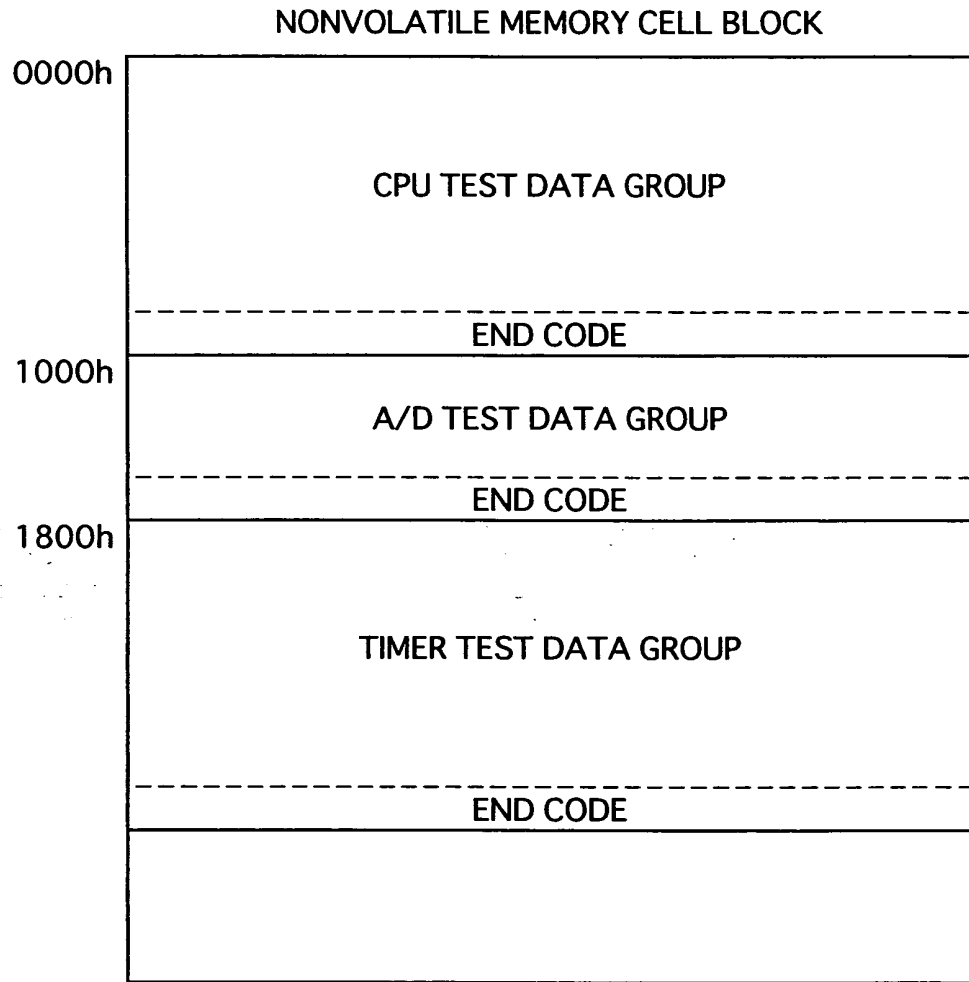 NONVOLATILE MEMORY CELL BLOCK
0000h
CPU TEST DATA GROUP
END CODE
1000h
A/D TEST DATA GROUP
END CODE
1800h
TIMER TEST DATA GROUP
END CODE